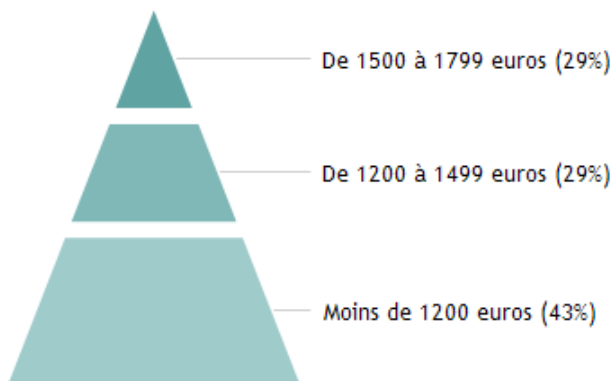 De 1500 à 1799 euros (29%)
De 1200 à 1499 euros (29%)
Moins de 1200 euros (43%)